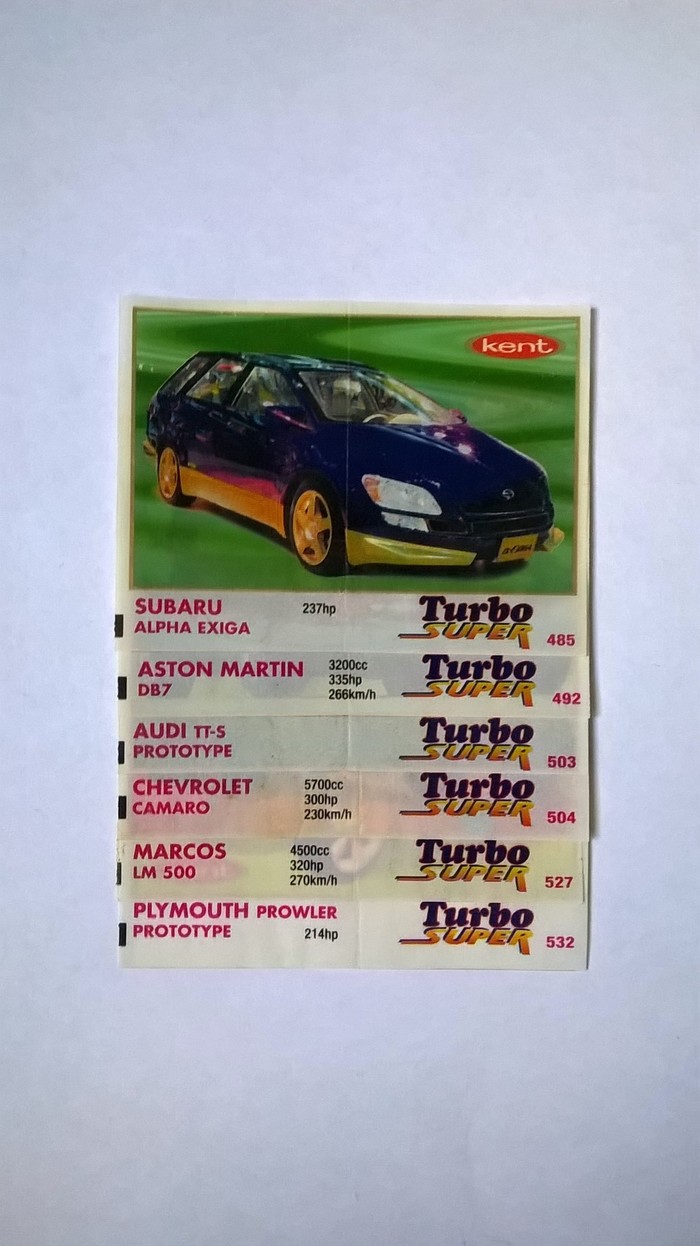 kent
SUBARU 237hp Turbo
ALPHA EXIGA SUPER 485
ASTON MARTIN 3200cc Turbo
DB7 335hp SUPER 492
266km/h
AUDI TT-S Turbo
PROTOTYPE SUPER 503
CHEVROLET 5700cc Turbo
CAMARO 300hp SUPER 504
230km/h
MARCOS 4500cc Turbo
LM 500 320hp SUPER 527
270km/h
PLYMOUTH PROWLER Turbo
PROTOTYPE 214hp SUPER 532